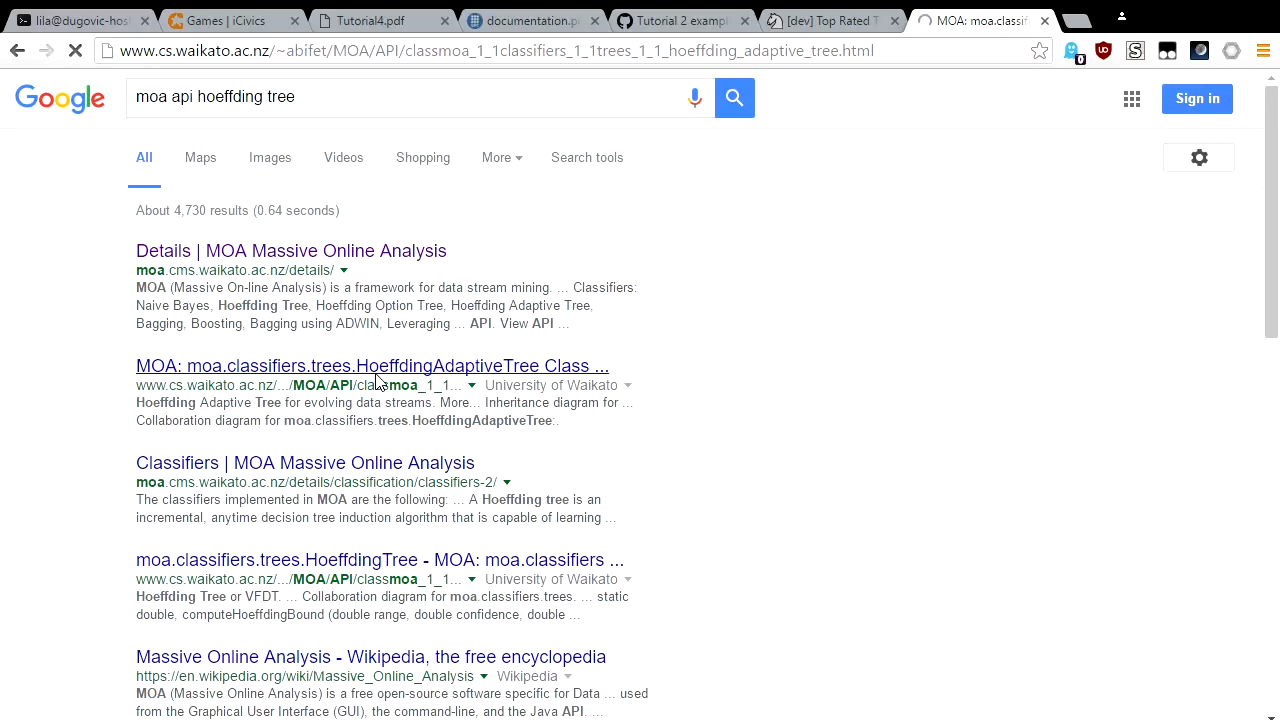 lila@dugovic-host
Games | iCivics
Tutorial4.pdf
documentation.p
Tutorial 2 exampl
[dev] Top Rated T
MOA: moa.classif
www.cs.waikato.ac.nz/~abifet/MOA/API/classmoa_1_1classifiers_1_1trees_1_1_hoeffding_adaptive_tree.html
0
Google
moa api hoeffding tree
Sign in
All
Maps
Images
Videos
Shopping
More
Search tools
About 4,730 results (0.64 seconds)
Details | MOA Massive Online Analysis
moa.cms.waikato.ac.nz/details/
MOA (Massive On-line Analysis) is a framework for data stream mining. ... Classifiers:
Naive Bayes, Hoeffding Tree, Hoeffding Option Tree, Hoeffding Adaptive Tree,
Bagging, Boosting, Bagging using ADWIN, Leveraging ... API. View API ...
MOA: moa.classifiers.trees.HoeffdingAdaptiveTree Class ...
www.cs.waikato.ac.nz/.../MOA/API/classmoa_1_1... University of Waikato
Hoeffding Adaptive Tree for evolving data streams. More... Inheritance diagram for ...
Collaboration diagram for moa.classifiers.trees.HoeffdingAdaptiveTree:.
Classifiers | MOA Massive Online Analysis
moa.cms.waikato.ac.nz/details/classification/classifiers-2/
The classifiers implemented in MOA are the following: ... A Hoeffding tree is an
incremental, anytime decision tree induction algorithm that is capable of learning ...
moa.classifiers.trees.HoeffdingTree - MOA: moa.classifiers ...
www.cs.waikato.ac.nz/.../MOA/API/classmoa_1_1... University of Waikato
Hoeffding Tree or VFDT. ... Collaboration diagram for moa.classifiers.trees. ... static
double, computeHoeffdingBound (double range, double confidence, double ...
Massive Online Analysis - Wikipedia, the free encyclopedia
https://en.wikipedia.org/wiki/Massive_Online_Analysis Wikipedia
MOA (Massive Online Analysis) is a free open-source software specific for Data ... used
from the Graphical User Interface (GUI), the command-line, and the Java API. ...